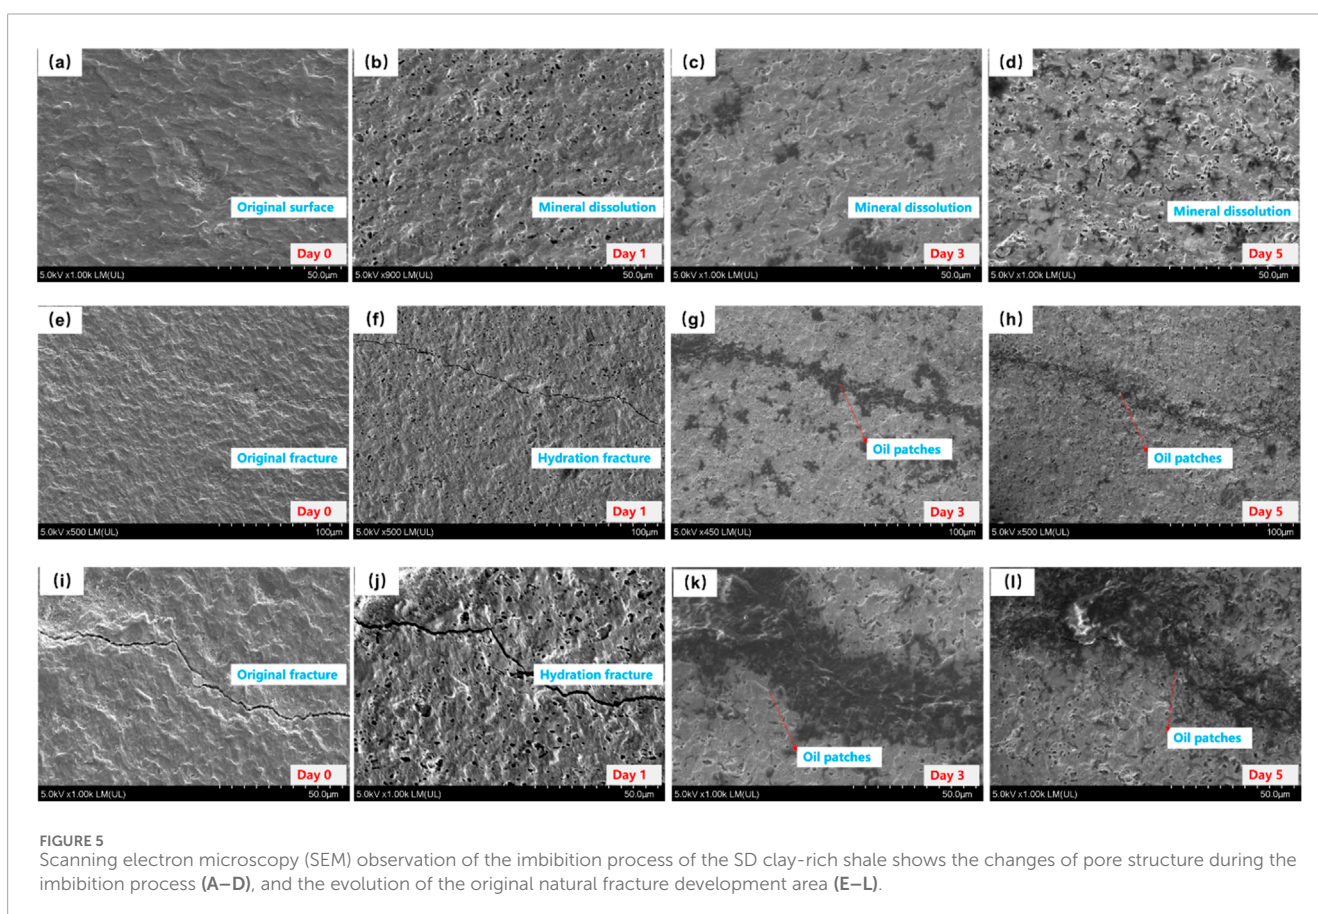 (a)
Original surface
Day 0
5.0kV x1.00k LM(UL) 50.0µm
(b)
Mineral dissolution
Day 1
5.0kV x900 LM(UL) 50.0µm
(c)
Mineral dissolution
Day 3
5.0kV x1.00k LM(UL) 50.0µm
(d)
Mineral dissolution
Day 5
5.0kV x1.00k LM(UL) 50.0µm
(e)
Original fracture
Day 0
5.0kV x500 LM(UL) 100µm
(f)
Hydration fracture
Day 1
5.0kV x500 LM(UL) 100µm
(g)
Oil patches
Day 3
5.0kV x450 LM(UL) 100µm
(h)
Oil patches
Day 5
5.0kV x500 LM(UL) 100µm
(i)
Original fracture
Day 0
5.0kV x1.00k LM(UL) 50.0µm
(j)
Hydration fracture
Day 1
5.0kV x1.00k LM(UL) 50.0µm
(k)
Oil patches
Day 3
5.0kV x1.00k LM(UL) 50.0µm
(l)
Oil patches
Day 5
5.0kV x1.00k LM(UL) 50.0µm
FIGURE 5
Scanning electron microscopy (SEM) observation of the imbibition process of the SD clay-rich shale shows the changes of pore structure during the
imbibition process (A–D), and the evolution of the original natural fracture development area (E–L).